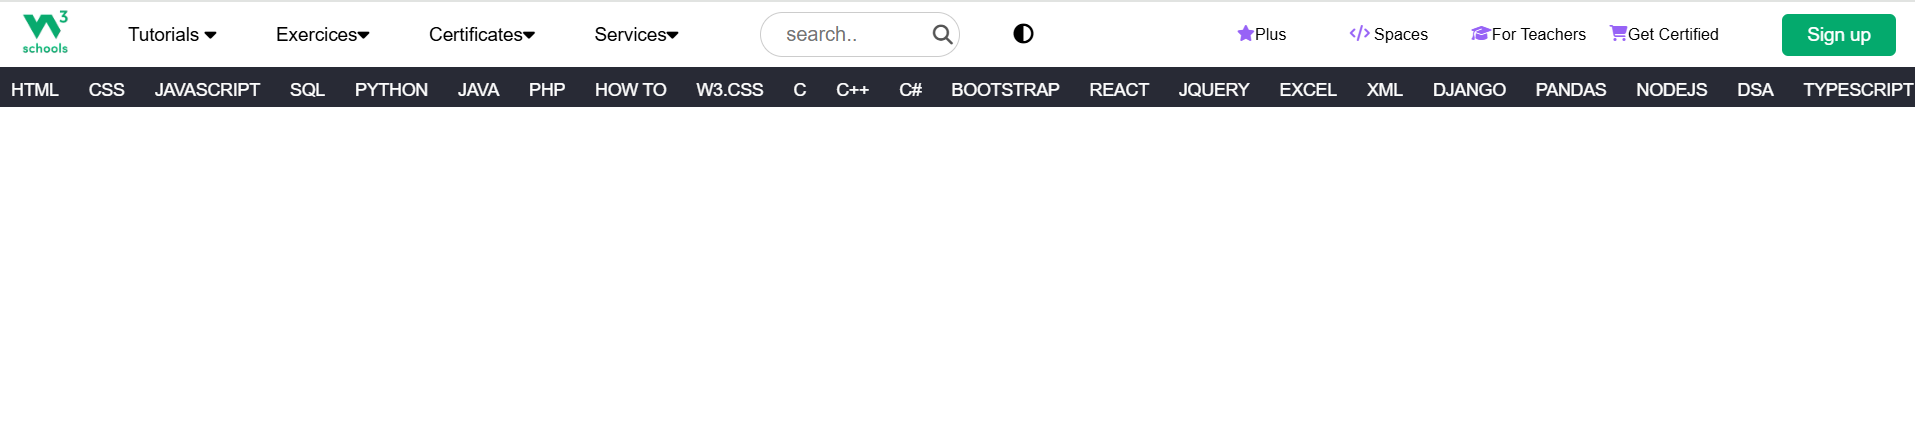 W3 schools Tutorials Exercices Certificates Services search.. Plus </> Spaces For Teachers Get Certified Sign up
HTML CSS JAVASCRIPT SQL PYTHON JAVA PHP HOW TO W3.CSS C C++ C# BOOTSTRAP REACT JQUERY EXCEL XML DJANGO PANDAS NODEJS DSA TYPESCRIPT